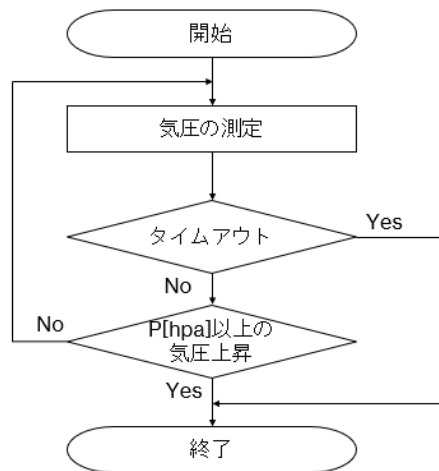 開始
気圧の測定
タイムアウト
Yes
No
No
P[hpa]以上の
気圧上昇
Yes
終了